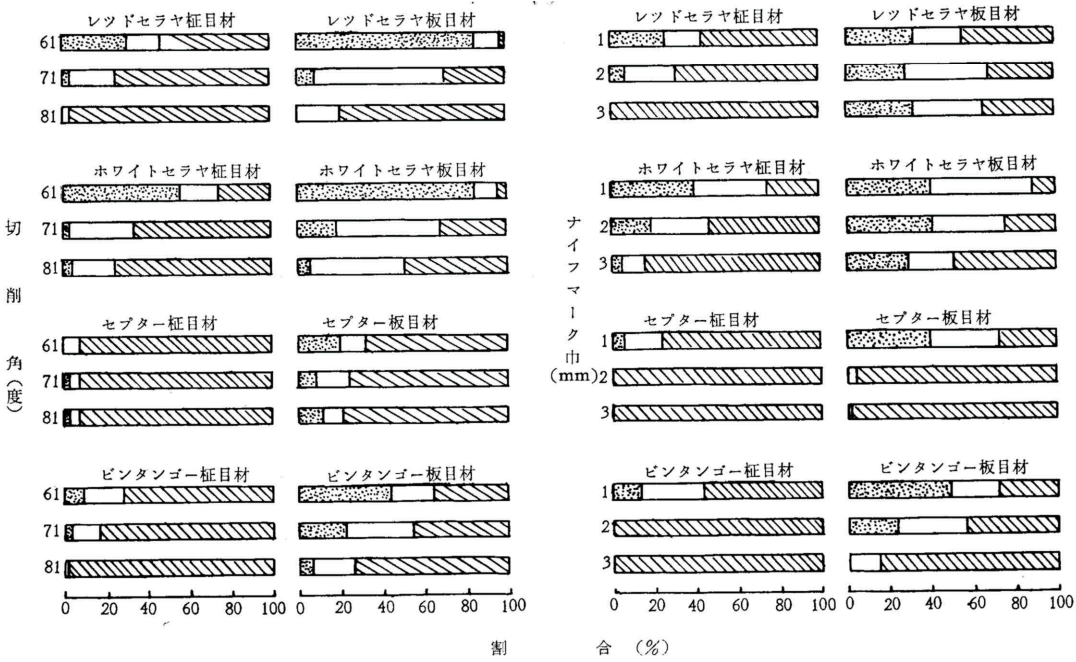 レッドセラヤ柾目材 レッドセラヤ板目材
61
71
81
ホワイトセラヤ柾目材 ホワイトセラヤ板目材
61
71
81
セプター柾目材 セプター板目材
61
71
81
ビンタンゴー柾目材 ビンタンゴー板目材
61
71
81
0 20 40 60 80 100 0 20 40 60 80 100
切削角(度)
レツドセラヤ柾目材 レツドセラヤ板目材
1
2
3
ホワイトセラヤ柾目材 ホワイトセラヤ板目材
1
2
3
セプター柾目材 セプター板目材
1
2
3
ビンタンゴー柾目材 ビンタンゴー板目材
1
2
3
0 20 40 60 80 100 0 20 40 60 80 100
ナイフマーク巾(mm)
割合(%)